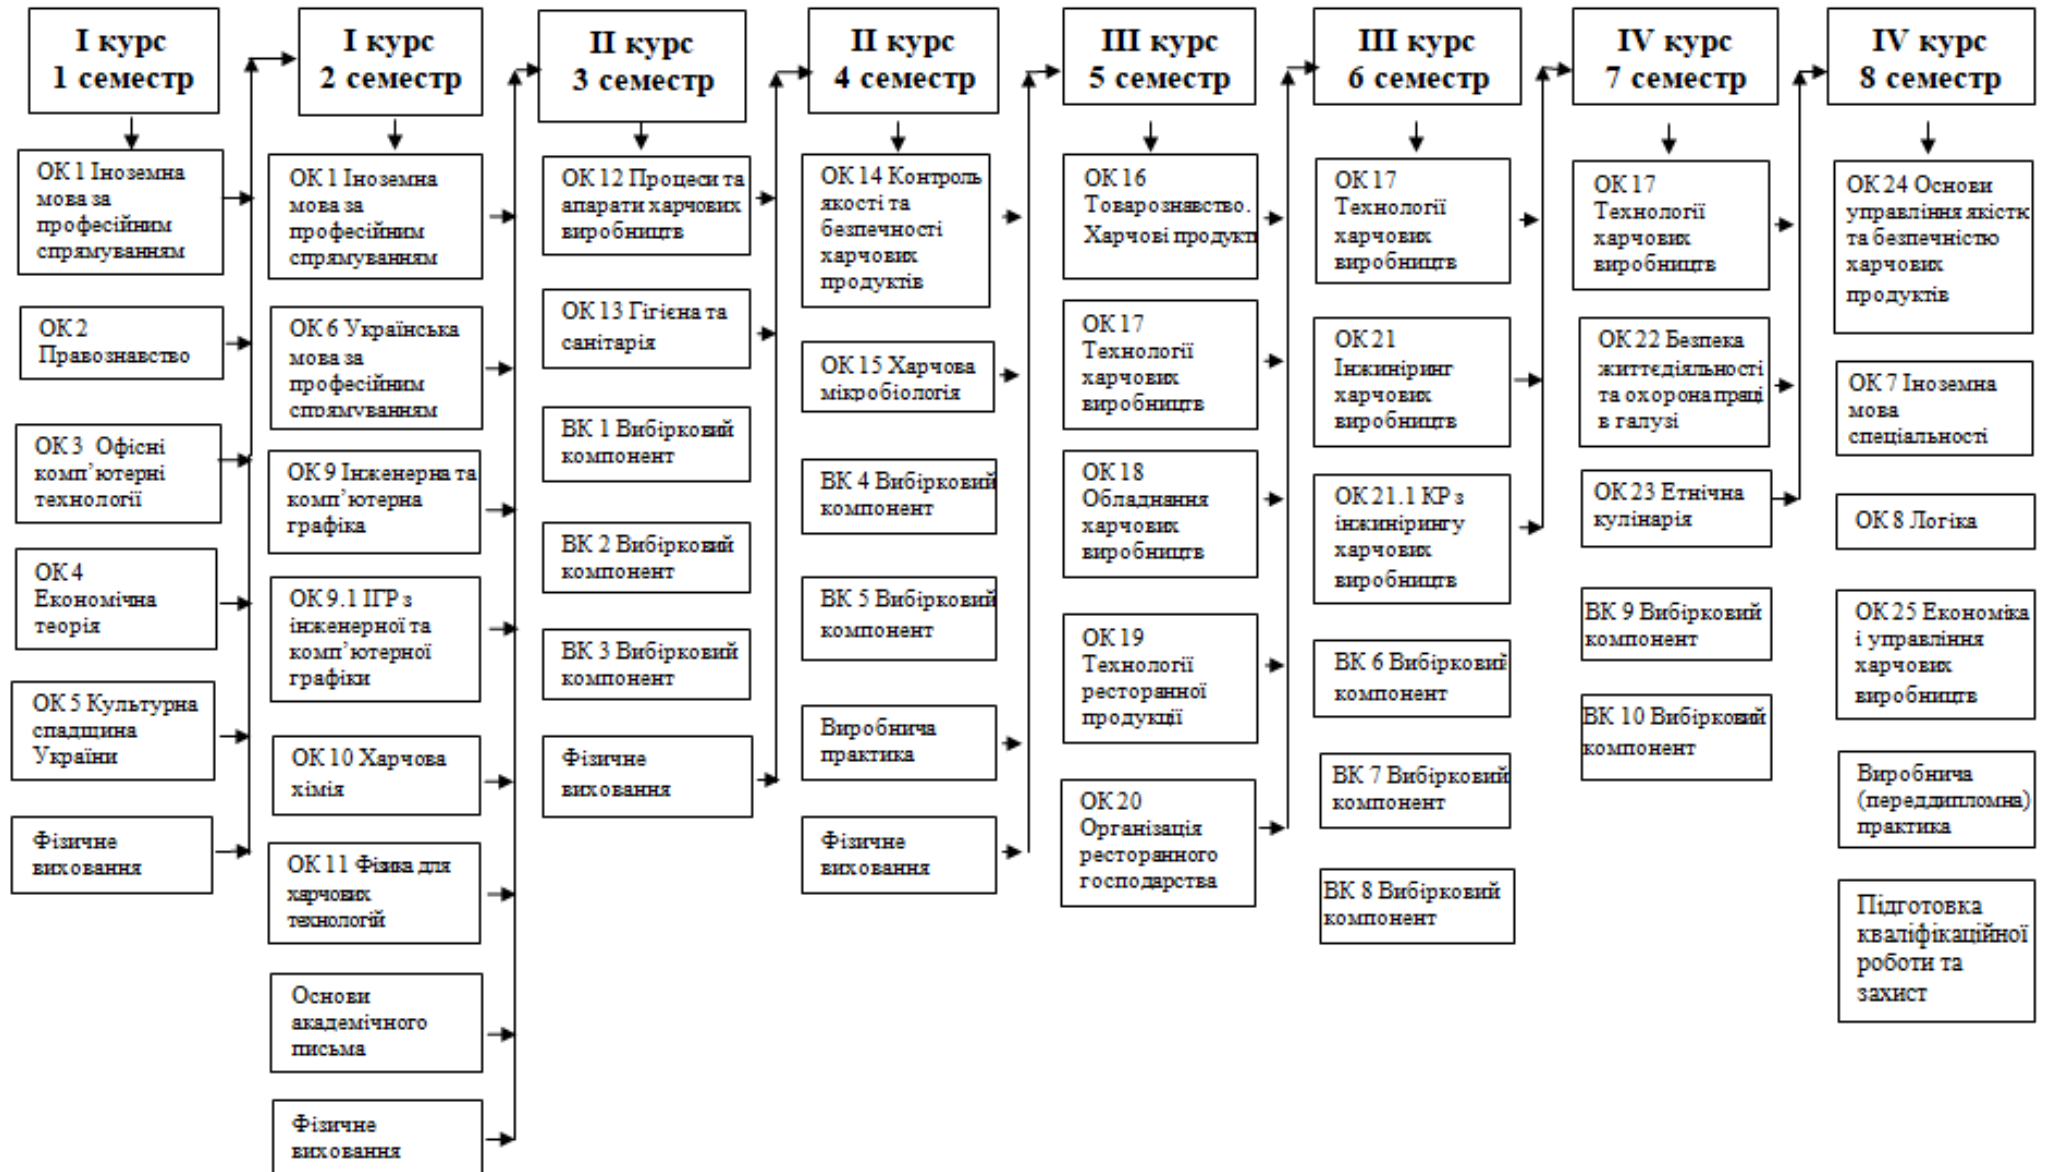 І курс
1 семестр
ОК 1 Іноземна
мова за
професійним
спрямуванням
ОК 2
Правознавство
ОК 3 Офісні
комп’ютерні
технології
ОК 4
Економічна
теорія
ОК 5 Культурна
спадщина
України
Фізичне
виховання
І курс
2 семестр
ОК 1 Іноземна
мова за
професійним
спрямуванням
ОК 6 Українська
мова за
професійним
спрямуванням
ОК 9 Інженерна та
комп’ютерна
графіка
ОК 9.1 ІГР з
інженерної та
комп’ютерної
графіки
ОК 10 Харчова
хімія
ОК 11 Фізика для
харчових
технологій
Основи
академічного
письма
Фізичне
виховання
ІІ курс
3 семестр
ОК 12 Процеси та
апарати харчових
виробництв
ОК 13 Гігієна та
санітарія
ВК 1 Вибірковий
компонент
ВК 2 Вибірковий
компонент
ВК 3 Вибірковий
компонент
Фізичне
виховання
ІІ курс
4 семестр
ОК 14 Контроль
якості та
безпечності
харчових
продуктів
ОК 15 Харчова
мікробіологія
ВК 4 Вибірковий
компонент
ВК 5 Вибірковий
компонент
Виробнича
практика
Фізичне
виховання
ІІІ курс
5 семестр
ОК 16
Товарознавство.
Харчові продукти
ОК 17
Технології
харчових
виробництв
ОК 18
Обладнання
харчових
виробництв
ОК 19
Технології
ресторанної
продукції
ОК 20
Організація
ресторанного
господарства
ІІІ курс
6 семестр
ОК 17
Технології
харчових
виробництв
ОК 21
Інжиніринг
харчових
виробництв
ОК 21.1 КР з
інжинірингу
харчових
виробництв
ВК 6 Вибірковий
компонент
ВК 7 Вибірковий
компонент
ВК 8 Вибірковий
компонент
IV курс
7 семестр
ОК 17
Технології
харчових
виробництв
ОК 22 Безпека
життєдіяльності
та охорона праці
в галузі
ОК 23 Етнічна
кулінарія
ВК 9 Вибірковий
компонент
ВК 10 Вибірковий
компонент
IV курс
8 семестр
ОК 24 Основи
управління якістк
та безпечністю
харчових
продуктів
ОК 7 Іноземна
мова
спеціальності
ОК 8 Логіка
ОК 25 Економіка
і управління
харчових
виробництв
Виробнича
(переддипломна)
практика
Підготовка
кваліфікаційної
роботи та
захист